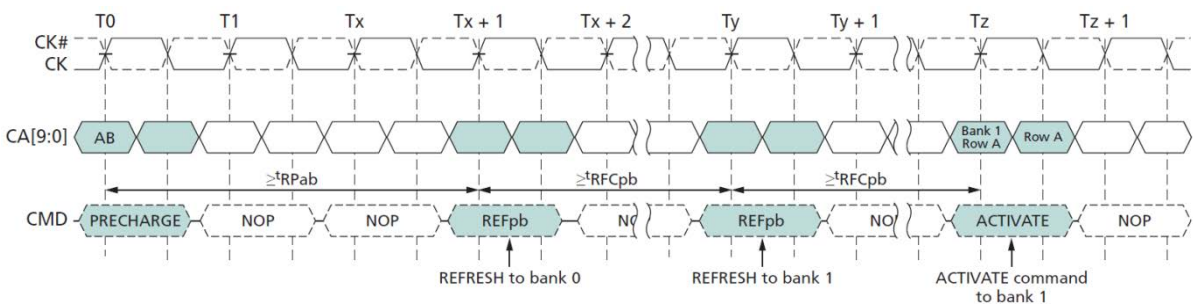 T0 T1 Tx Tx + 1 Tx + 2 Ty Ty + 1 Tz Tz + 1
CK#
CK
CA[9:0] AB Bank 1 Row A Row A
≥tRPab ≥tRFCpb ≥tRFCpb
CMD PRECHARGE NOP NOP REFpb NO REFpb NO ACTIVATE NOP
REFRESH to bank 0 REFRESH to bank 1 ACTIVATE command
to bank 1